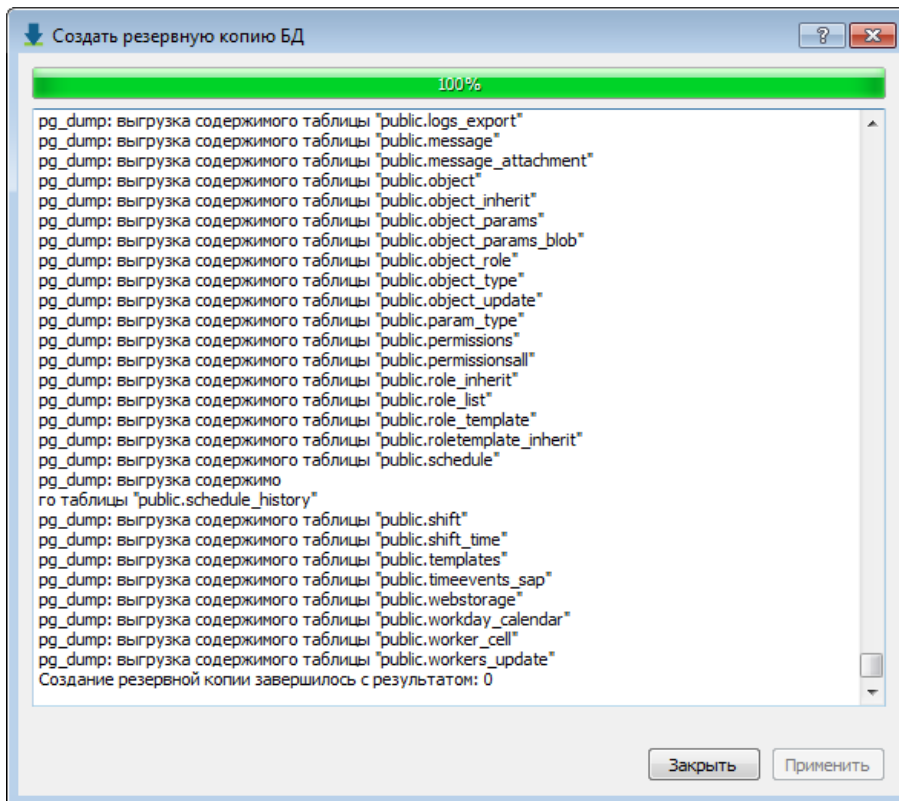 Создать резервную копию БД
100%
pg_dump: выгрузка содержимого таблицы "public.logs_export"
pg_dump: выгрузка содержимого таблицы "public.message"
pg_dump: выгрузка содержимого таблицы "public.message_attachment"
pg_dump: выгрузка содержимого таблицы "public.object"
pg_dump: выгрузка содержимого таблицы "public.object_inherit"
pg_dump: выгрузка содержимого таблицы "public.object_params"
pg_dump: выгрузка содержимого таблицы "public.object_params_blob"
pg_dump: выгрузка содержимого таблицы "public.object_role"
pg_dump: выгрузка содержимого таблицы "public.object_type"
pg_dump: выгрузка содержимого таблицы "public.object_update"
pg_dump: выгрузка содержимого таблицы "public.param_type"
pg_dump: выгрузка содержимого таблицы "public.permissions"
pg_dump: выгрузка содержимого таблицы "public.permissionsall"
pg_dump: выгрузка содержимого таблицы "public.role_inherit"
pg_dump: выгрузка содержимого таблицы "public.role_list"
pg_dump: выгрузка содержимого таблицы "public.role_template"
pg_dump: выгрузка содержимого таблицы "public.roletemplate_inherit"
pg_dump: выгрузка содержимого таблицы "public.schedule"
pg_dump: выгрузка содержимо
го таблицы "public.schedule_history"
pg_dump: выгрузка содержимого таблицы "public.shift"
pg_dump: выгрузка содержимого таблицы "public.shift_time"
pg_dump: выгрузка содержимого таблицы "public.templates"
pg_dump: выгрузка содержимого таблицы "public.timeevents_sap"
pg_dump: выгрузка содержимого таблицы "public.webstorage"
pg_dump: выгрузка содержимого таблицы "public.workday_calendar"
pg_dump: выгрузка содержимого таблицы "public.worker_cell"
pg_dump: выгрузка содержимого таблицы "public.workers_update"
Создание резервной копии завершилось с результатом: 0
Закрыть Применить